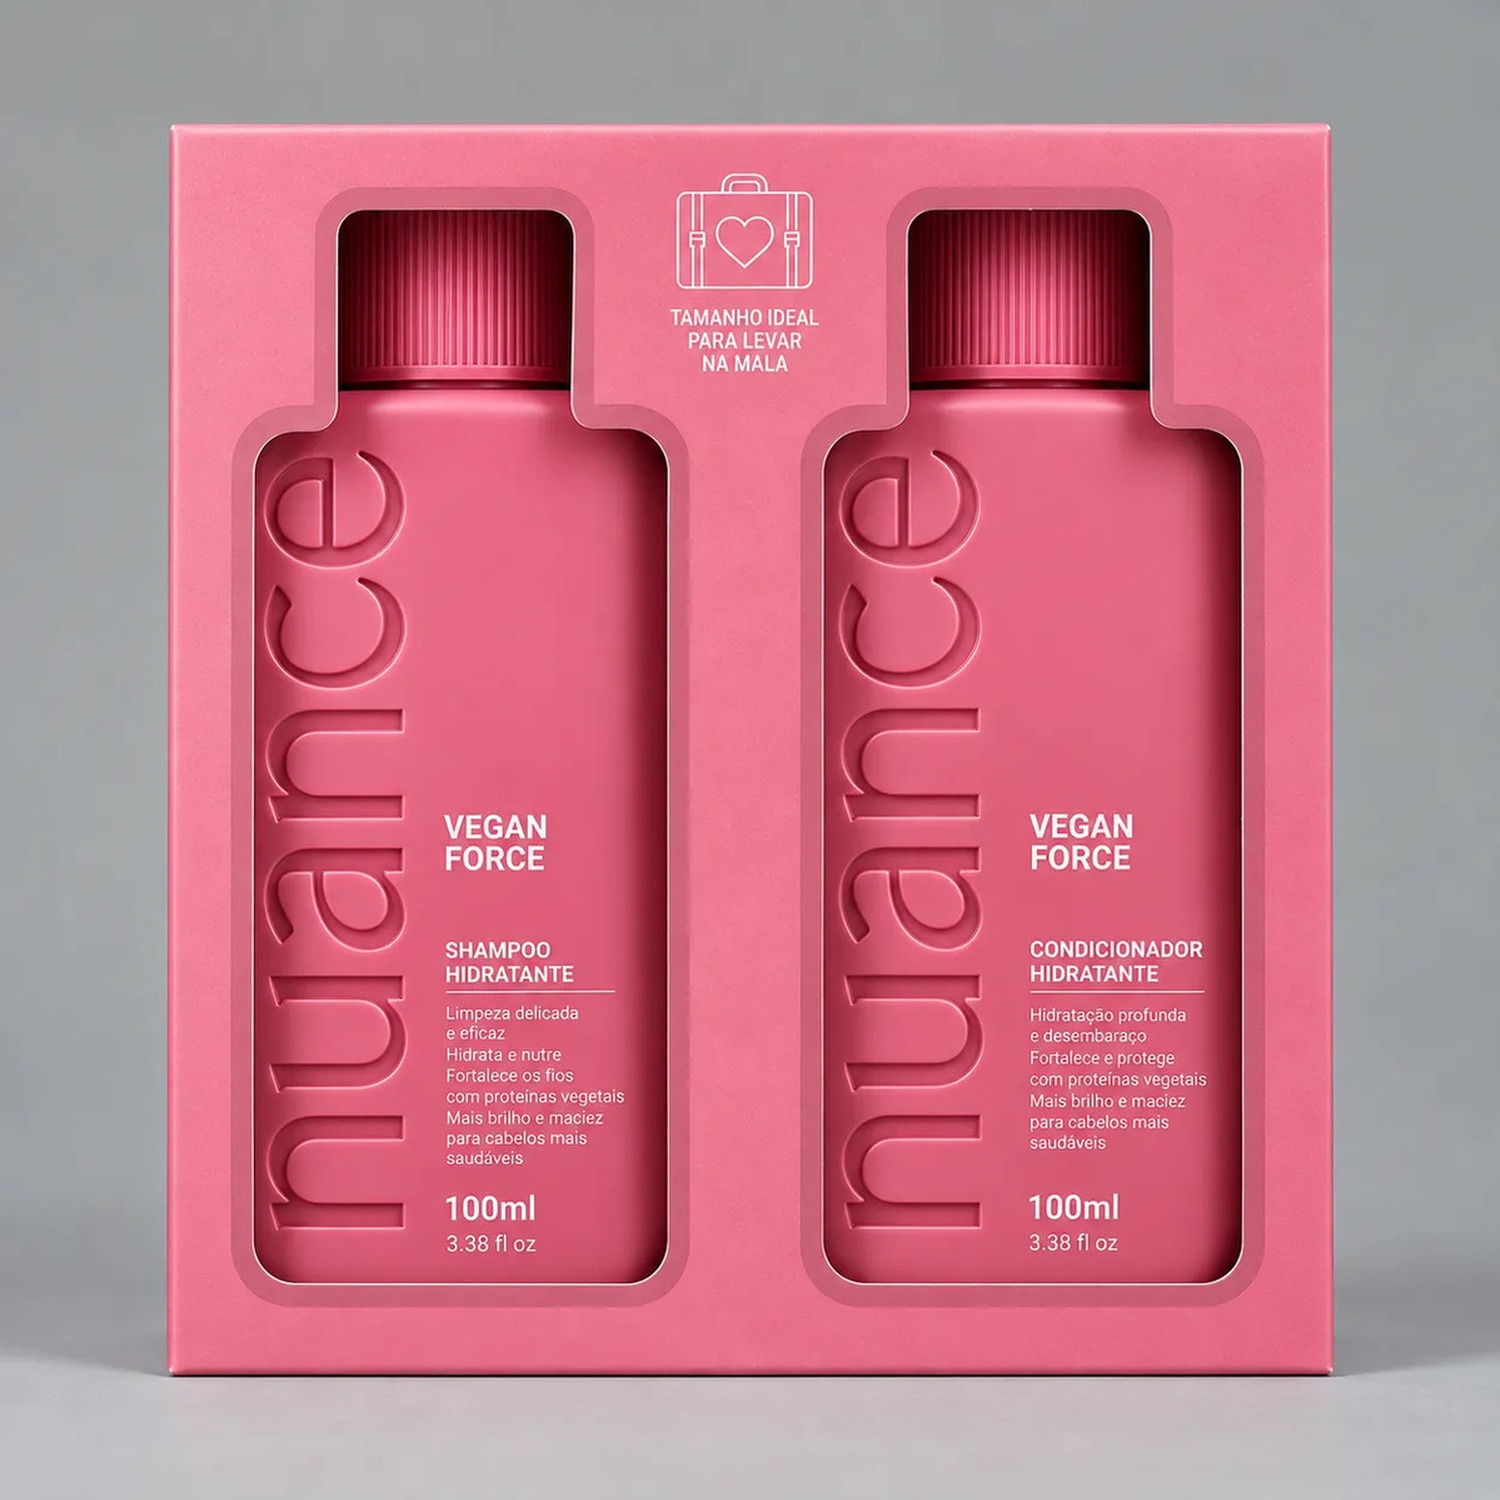 TAMANHO IDEAL
PARA LEVAR
NA MALA
nuance
VEGAN
FORCE
SHAMPOO
HIDRATANTE
Limpeza delicada
e eficaz
Hidrata e nutre
Fortalece os fios
com proteínas vegetais
Mais brilho e maciez
para cabelos mais
saudáveis
100ml
3.38 fl oz
nuance
VEGAN
FORCE
CONDICIONADOR
HIDRATANTE
Hidratação profunda
e desembaraço
Fortalece e protege
com proteínas vegetais
Mais brilho e maciez
para cabelos mais
saudáveis
100ml
3.38 fl oz